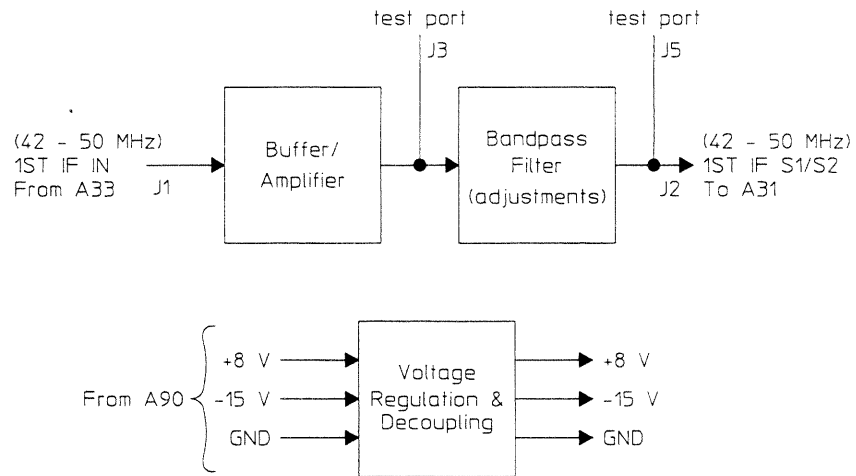 test port
J3
test port
J5
(42 - 50 MHz)
1ST IF IN
From A33
J1
Buffer/
Amplifier
Bandpass
Filter
(adjustments)
J2
(42 - 50 MHz)
1ST IF S1/S2
To A31
From A90
+8 V
-15 V
GND
Voltage
Regulation &
Decoupling
+8 V
-15 V
GND